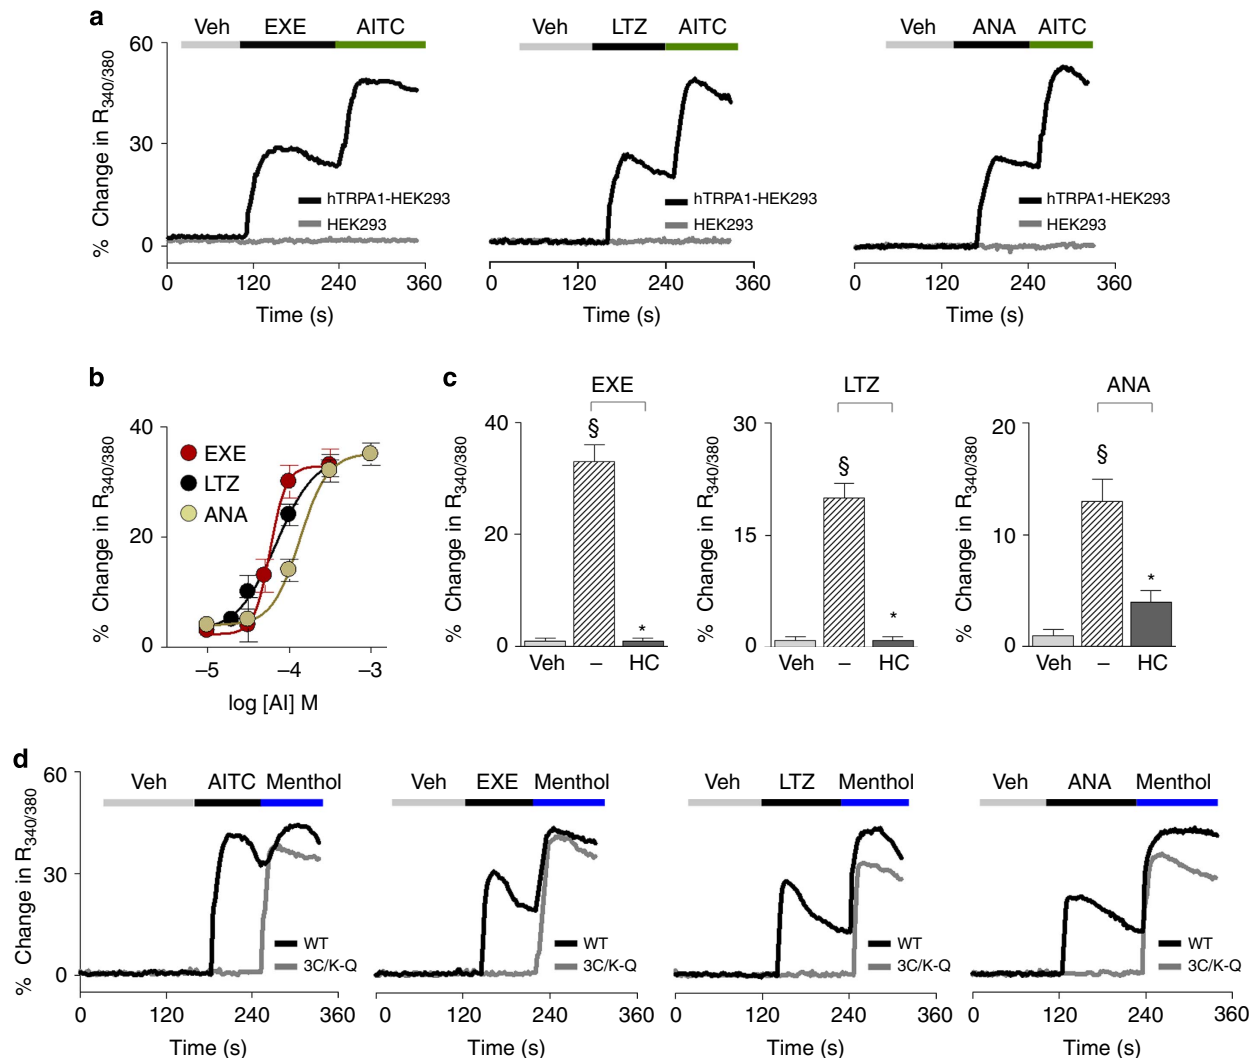 a
Veh EXE AITC
Veh LTZ AITC
Veh ANA AITC
% Change in R340/380
60
30
0
hTRPA1-HEK293
HEK293
hTRPA1-HEK293
HEK293
hTRPA1-HEK293
HEK293
0 120 240 360
0 120 240 360
0 120 240 360
Time (s)
Time (s)
Time (s)
b
% Change in R340/380
40
20
0
EXE
LTZ
ANA
–5 –4 –3
log [AI] M
c
EXE
% Change in R340/380
40
20
0
§
*
Veh – HC
LTZ
% Change in R340/380
30
15
0
§
*
Veh – HC
ANA
% Change in R340/380
20
10
0
§
*
Veh – HC
d
Veh AITC Menthol
Veh EXE Menthol
Veh LTZ Menthol
Veh ANA Menthol
% Change in R340/380
60
30
0
WT
3C/K-Q
WT
3C/K-Q
WT
3C/K-Q
WT
3C/K-Q
0 120 240 360
0 120 240 360
0 120 240 360
0 120 240 360
Time (s)
Time (s)
Time (s)
Time (s)